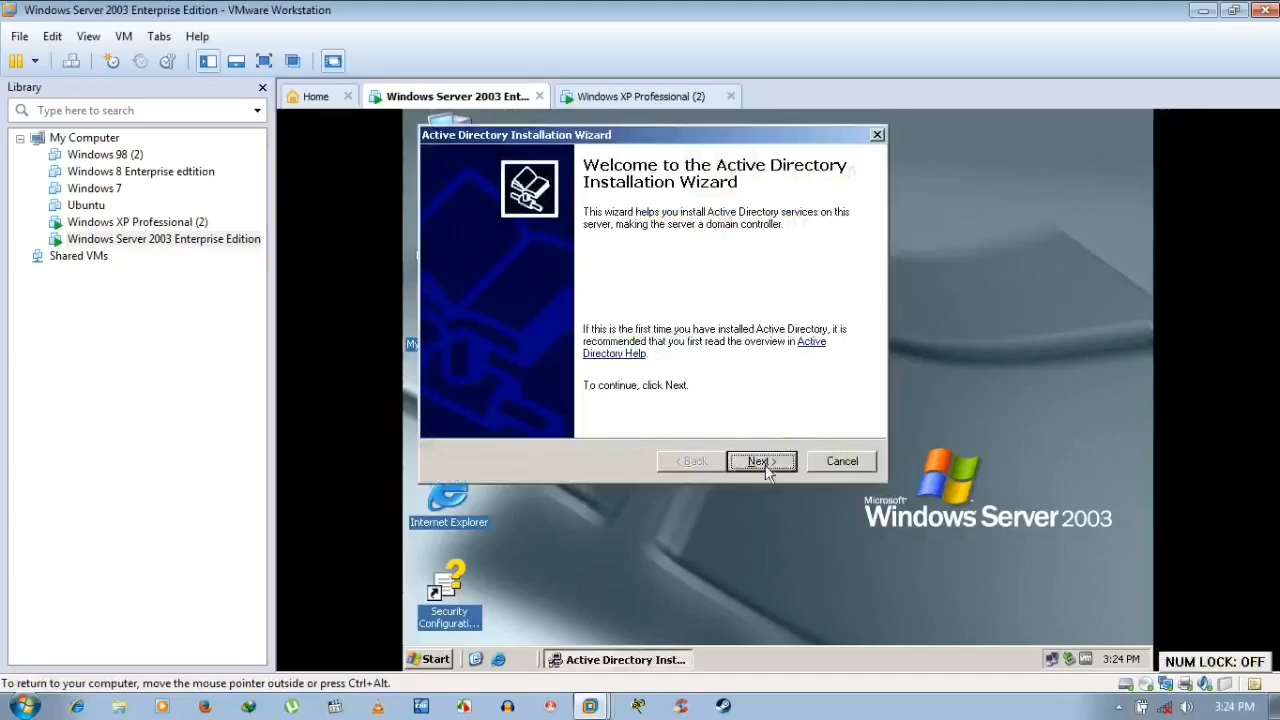 Windows Server 2003 Enterprise Edition - VMware Workstation
File Edit View VM Tabs Help
Library
Type here to search
My Computer
Windows 98 (2)
Windows 8 Enterprise edtition
Windows 7
Ubuntu
Windows XP Professional (2)
Windows Server 2003 Enterprise Edition
Shared VMs
Home
Windows Server 2003 Ent...
Windows XP Professional (2)
Active Directory Installation Wizard
Welcome to the Active Directory
Installation Wizard
This wizard helps you install Active Directory services on this
server, making the server a domain controller.
If this is the first time you have installed Active Directory, it is
recommended that you first read the overview in Active
Directory Help.
To continue, click Next.
< Back
Next >
Cancel
My
Internet Explorer
Security
Configurati...
Microsoft
Windows Server 2003
Start
Active Directory Inst...
3:24 PM
NUM LOCK: OFF
To return to your computer, move the mouse pointer outside or press Ctrl+Alt.
3:24 PM